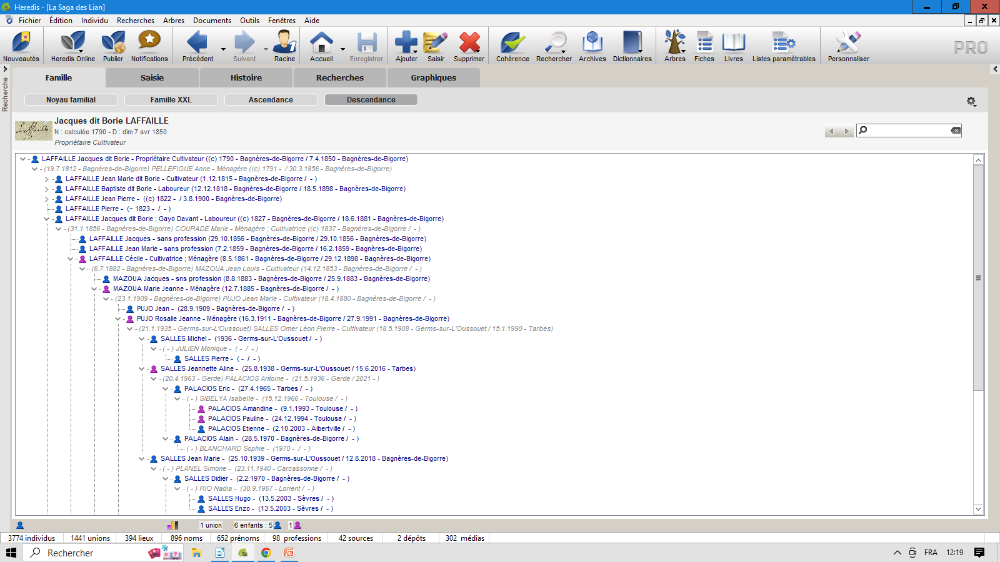 Heredis - [La Saga des Lian]
Fichier Édition Individu Recherches Arbres Documents Outils Fenêtres Aide
Nouveautés Heredis Online Publier Notifications Précédent Suivant Racine Accueil Enregistrer Ajouter Saisir Supprimer Cohérence Rechercher Archives Dictionnaires Arbres Fiches Livres Listes paramétrables Personnaliser PRO
Recherche
Famille Saisie Histoire Recherches Graphiques
Noyau familial Famille XXL Ascendance Descendance
Jacques dit Borie LAFFAILLE
N : calculée 1790 - D : dim 7 avr 1850
Propriétaire Cultivateur
LAFFAILLE Jacques dit Borie - Propriétaire Cultivateur ((c) 1790 - Bagnères-de-Bigorre / 7.4.1850 - Bagnères-de-Bigorre)
(19.7.1812 - Bagnères-de-Bigorre) PELLEFIGUE Anne - Ménagère ((c) 1791 - / 30.3.1856 - Bagnères-de-Bigorre)
LAFFAILLE Jean Marie dit Borie - Cultivateur (1.12.1815 - Bagnères-de-Bigorre / - )
LAFFAILLE Baptiste dit Borie - Laboureur (12.12.1818 - Bagnères-de-Bigorre / 18.5.1898 - Bagnères-de-Bigorre)
LAFFAILLE Jean Pierre - ((c) 1822 - / 3.8.1900 - Bagnères-de-Bigorre)
LAFFAILLE Pierre - (~ 1823 - / - )
LAFFAILLE Jacques dit Borie ; Gayo Davant - Laboureur ((c) 1827 - Bagnères-de-Bigorre / 18.6.1881 - Bagnères-de-Bigorre)
(31.1.1856 - Bagnères-de-Bigorre) COURADE Marie - Ménagère ; Cultivatrice ((c) 1837 - Bagnères-de-Bigorre / - )
LAFFAILLE Jacques - sans profession (29.10.1856 - Bagnères-de-Bigorre / 29.10.1856 - Bagnères-de-Bigorre)
LAFFAILLE Jean Marie - sans profession (7.2.1859 - Bagnères-de-Bigorre / 16.2.1859 - Bagnères-de-Bigorre)
LAFFAILLE Cécile - Cultivatrice ; Ménagère (8.5.1861 - Bagnères-de-Bigorre / 29.12.1898 - Bagnères-de-Bigorre)
(6.7.1882 - Bagnères-de-Bigorre) MAZOUA Jean Louis - Cultivateur (14.12.1853 - Bagnères-de-Bigorre / - )
MAZOUA Jacques - sns profession (8.8.1883 - Bagnères-de-Bigorre / 25.9.1883 - Bagnères-de-Bigorre)
MAZOUA Marie Jeanne - Ménagère (12.7.1885 - Bagnères-de-Bigorre / - )
(23.1.1909 - Bagnères-de-Bigorre) PUJO Jean Marie - Cultivateur (18.4.1880 - Bagnères-de-Bigorre / - )
PUJO Jean - (28.9.1909 - Bagnères-de-Bigorre / - )
PUJO Rosalie Jeanne - Ménagère (16.3.1911 - Bagnères-de-Bigorre / 27.9.1991 - Bagnères-de-Bigorre)
(21.1.1935 - Germs-sur-L'Oussouet) SALLES Omer Léon Pierre - Cultivateur (18.5.1908 - Germs-sur-L'Oussouet / 15.1.1990 - Tarbes)
SALLES Michel - (1936 - Germs-sur-L'Oussouet / - )
( - ) JULIEN Monique - ( - / - )
SALLES Pierre - ( - / - )
SALLES Jeannette Aline - (25.8.1938 - Germs-sur-L'Oussouet / 15.6.2016 - Tarbes)
(20.4.1963 - Gerde) PALACIOS Antoine - (21.5.1936 - Gerde / 2021 - )
PALACIOS Eric - (27.4.1965 - Tarbes / - )
( - ) SIBELYA Isabelle - (15.12.1966 - Toulouse / - )
PALACIOS Amandine - (9.1.1993 - Toulouse / - )
PALACIOS Pauline - (24.12.1994 - Toulouse / - )
PALACIOS Etienne - (2.10.2003 - Albertville / - )
PALACIOS Alain - (28.5.1970 - Bagnères-de-Bigorre / - )
( - ) BLANCHARD Sophie - (1970 - / - )
SALLES Jean Marie - (25.10.1939 - Germs-sur-L'Oussouet / 12.8.2018 - Bagnères-de-Bigorre)
( - ) PLANEL Simone - (23.11.1940 - Carcassonne / - )
SALLES Didier - (2.2.1970 - Bagnères-de-Bigorre / - )
( - ) RIO Nadia - (30.9.1967 - Lorient / - )
SALLES Hugo - (13.5.2003 - Sèvres / - )
SALLES Enzo - (13.5.2003 - Sèvres / - )
1 union 6 enfants : 5 1
3774 individus 1441 unions 394 lieux 896 noms 652 prénoms 98 professions 42 sources 2 dépôts 302 médias
Rechercher FRA 12:19